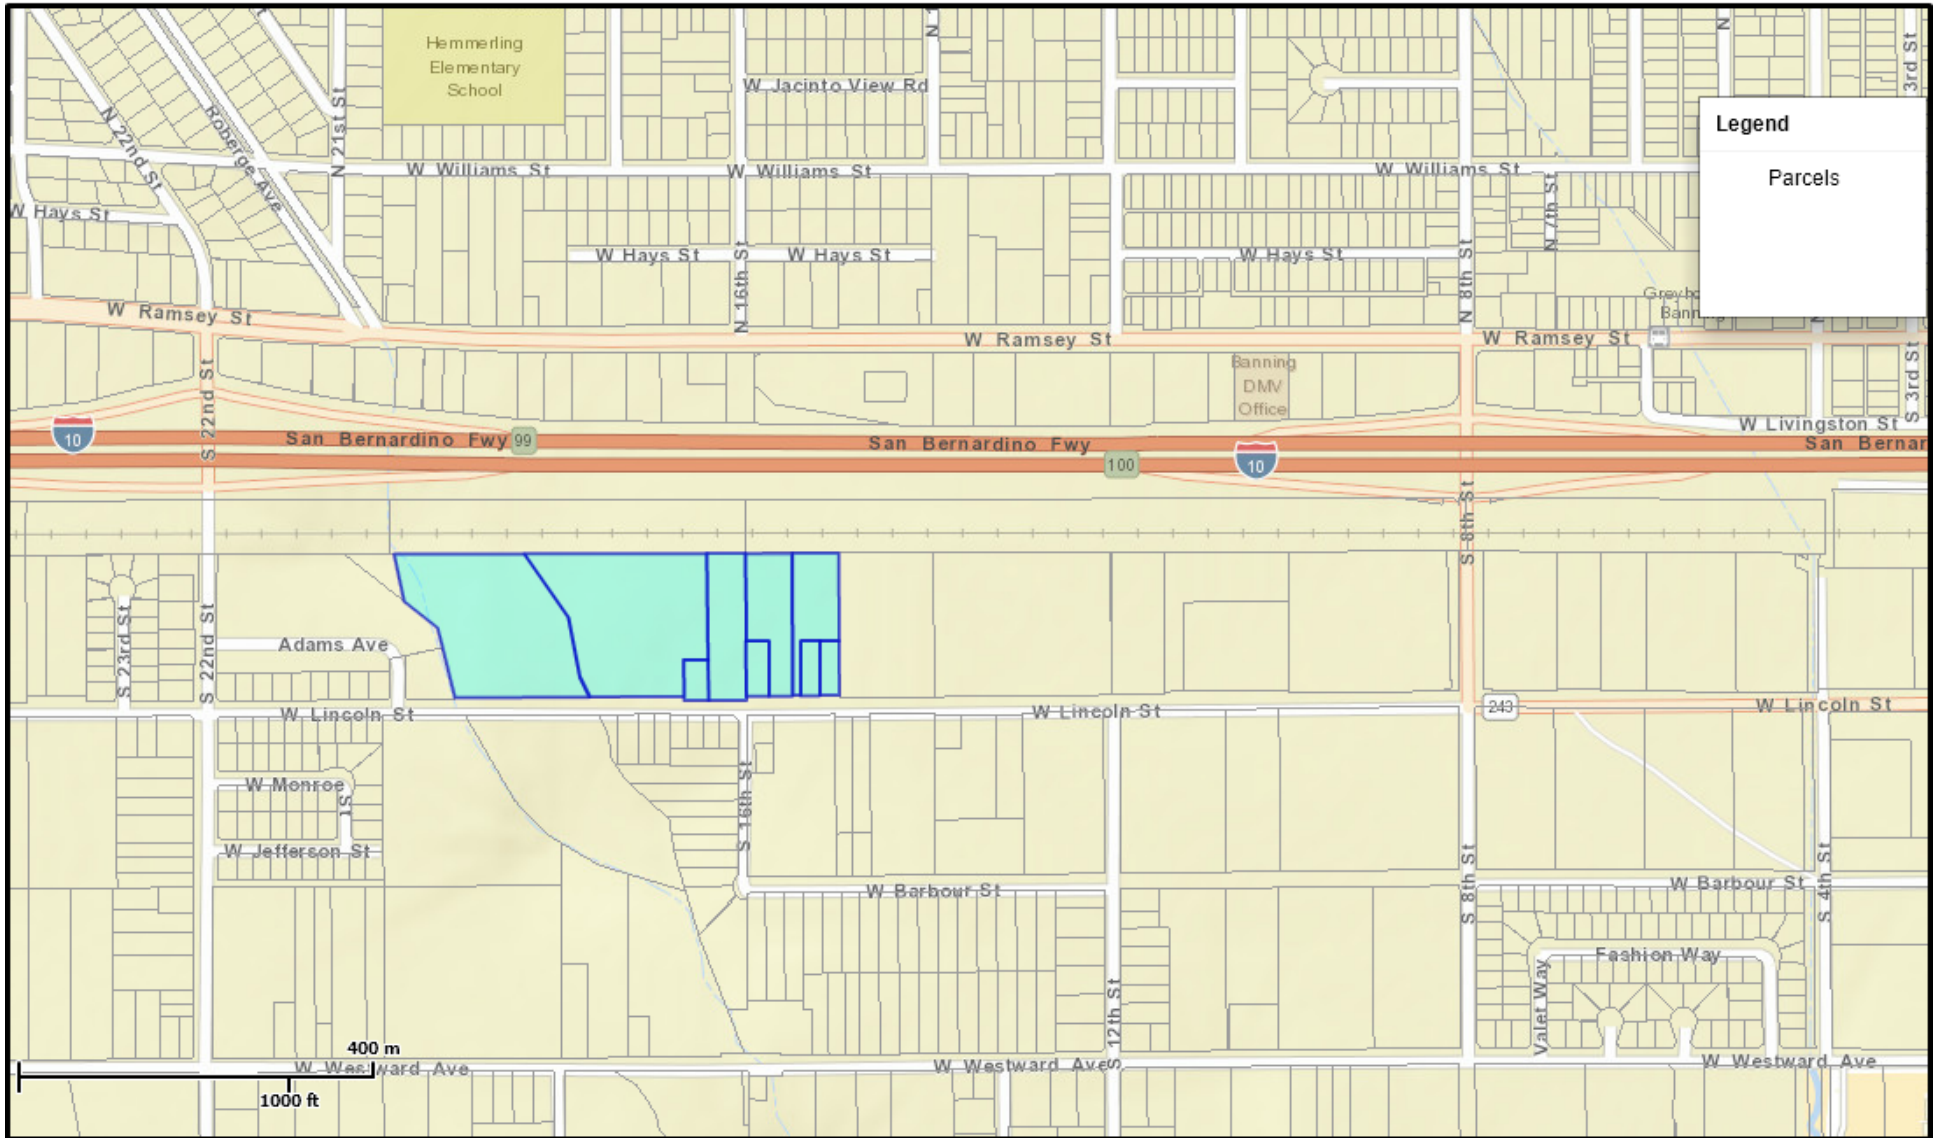 Hemmerling
Elementary
School
W Jacinto View Rd
N
N
3rd St
Legend
Parcels
N 21st St
N 22nd St
Roberge Ave
W Williams St
W Williams St
W Williams St
N 7th St
W Hays St
W Hays St
W Hays St
W Hays St
N 16th St
N 8th St
W Ramsey St
W Ramsey St
W Ramsey St
Banning
DMV
Office
S 22nd St
S 3rd St
W Livingston St
10
San Bernardino Fwy
99
San Bernardino Fwy
100
10
San Bernar
S 8th St
S 23rd St
S 22nd St
Adams Ave
W Lincoln St
W Lincoln St
243
W Lincoln St
W Monroe
St
W Jefferson St
S 16th St
W Barbour St
S 8th St
W Barbour St
S 4th St
Fashion Way
Valet Way
S 12th St
400 m
W Westward Ave
W Westward Ave
W Westward Ave
1000 ft